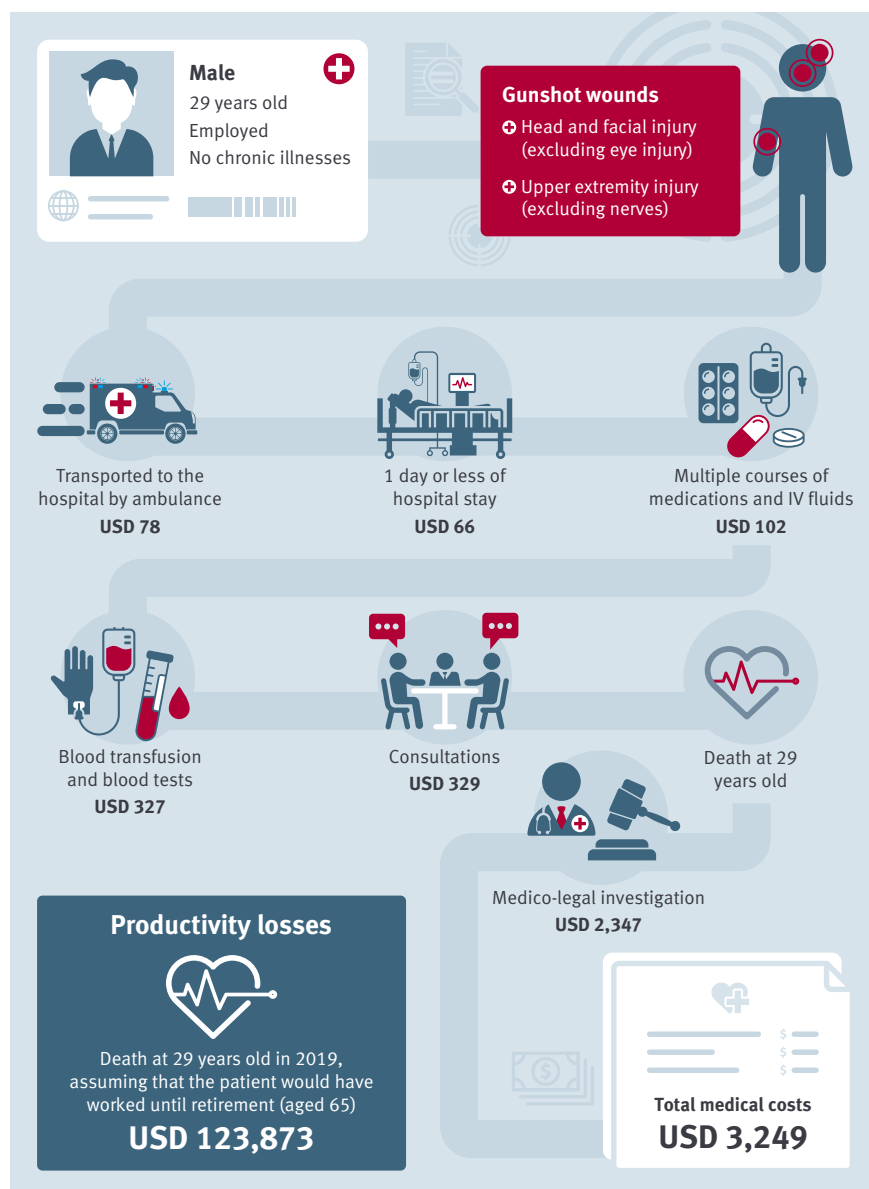 Male
29 years old
Employed
No chronic illnesses
Gunshot wounds
Head and facial injury
(excluding eye injury)
Upper extremity injury
(excluding nerves)
Transported to the
hospital by ambulance
USD 78
1 day or less of
hospital stay
USD 66
Multiple courses of
medications and IV fluids
USD 102
Blood transfusion
and blood tests
USD 327
Consultations
USD 329
Death at 29
years old
Medico-legal investigation
USD 2,347
Productivity losses
Death at 29 years old in 2019,
assuming that the patient would have
worked until retirement (aged 65)
USD 123,873
$
$
$
$
Total medical costs
USD 3,249